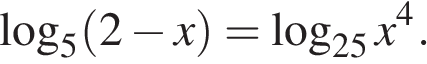 log₅(2 − x) = log₂₅ x⁴.